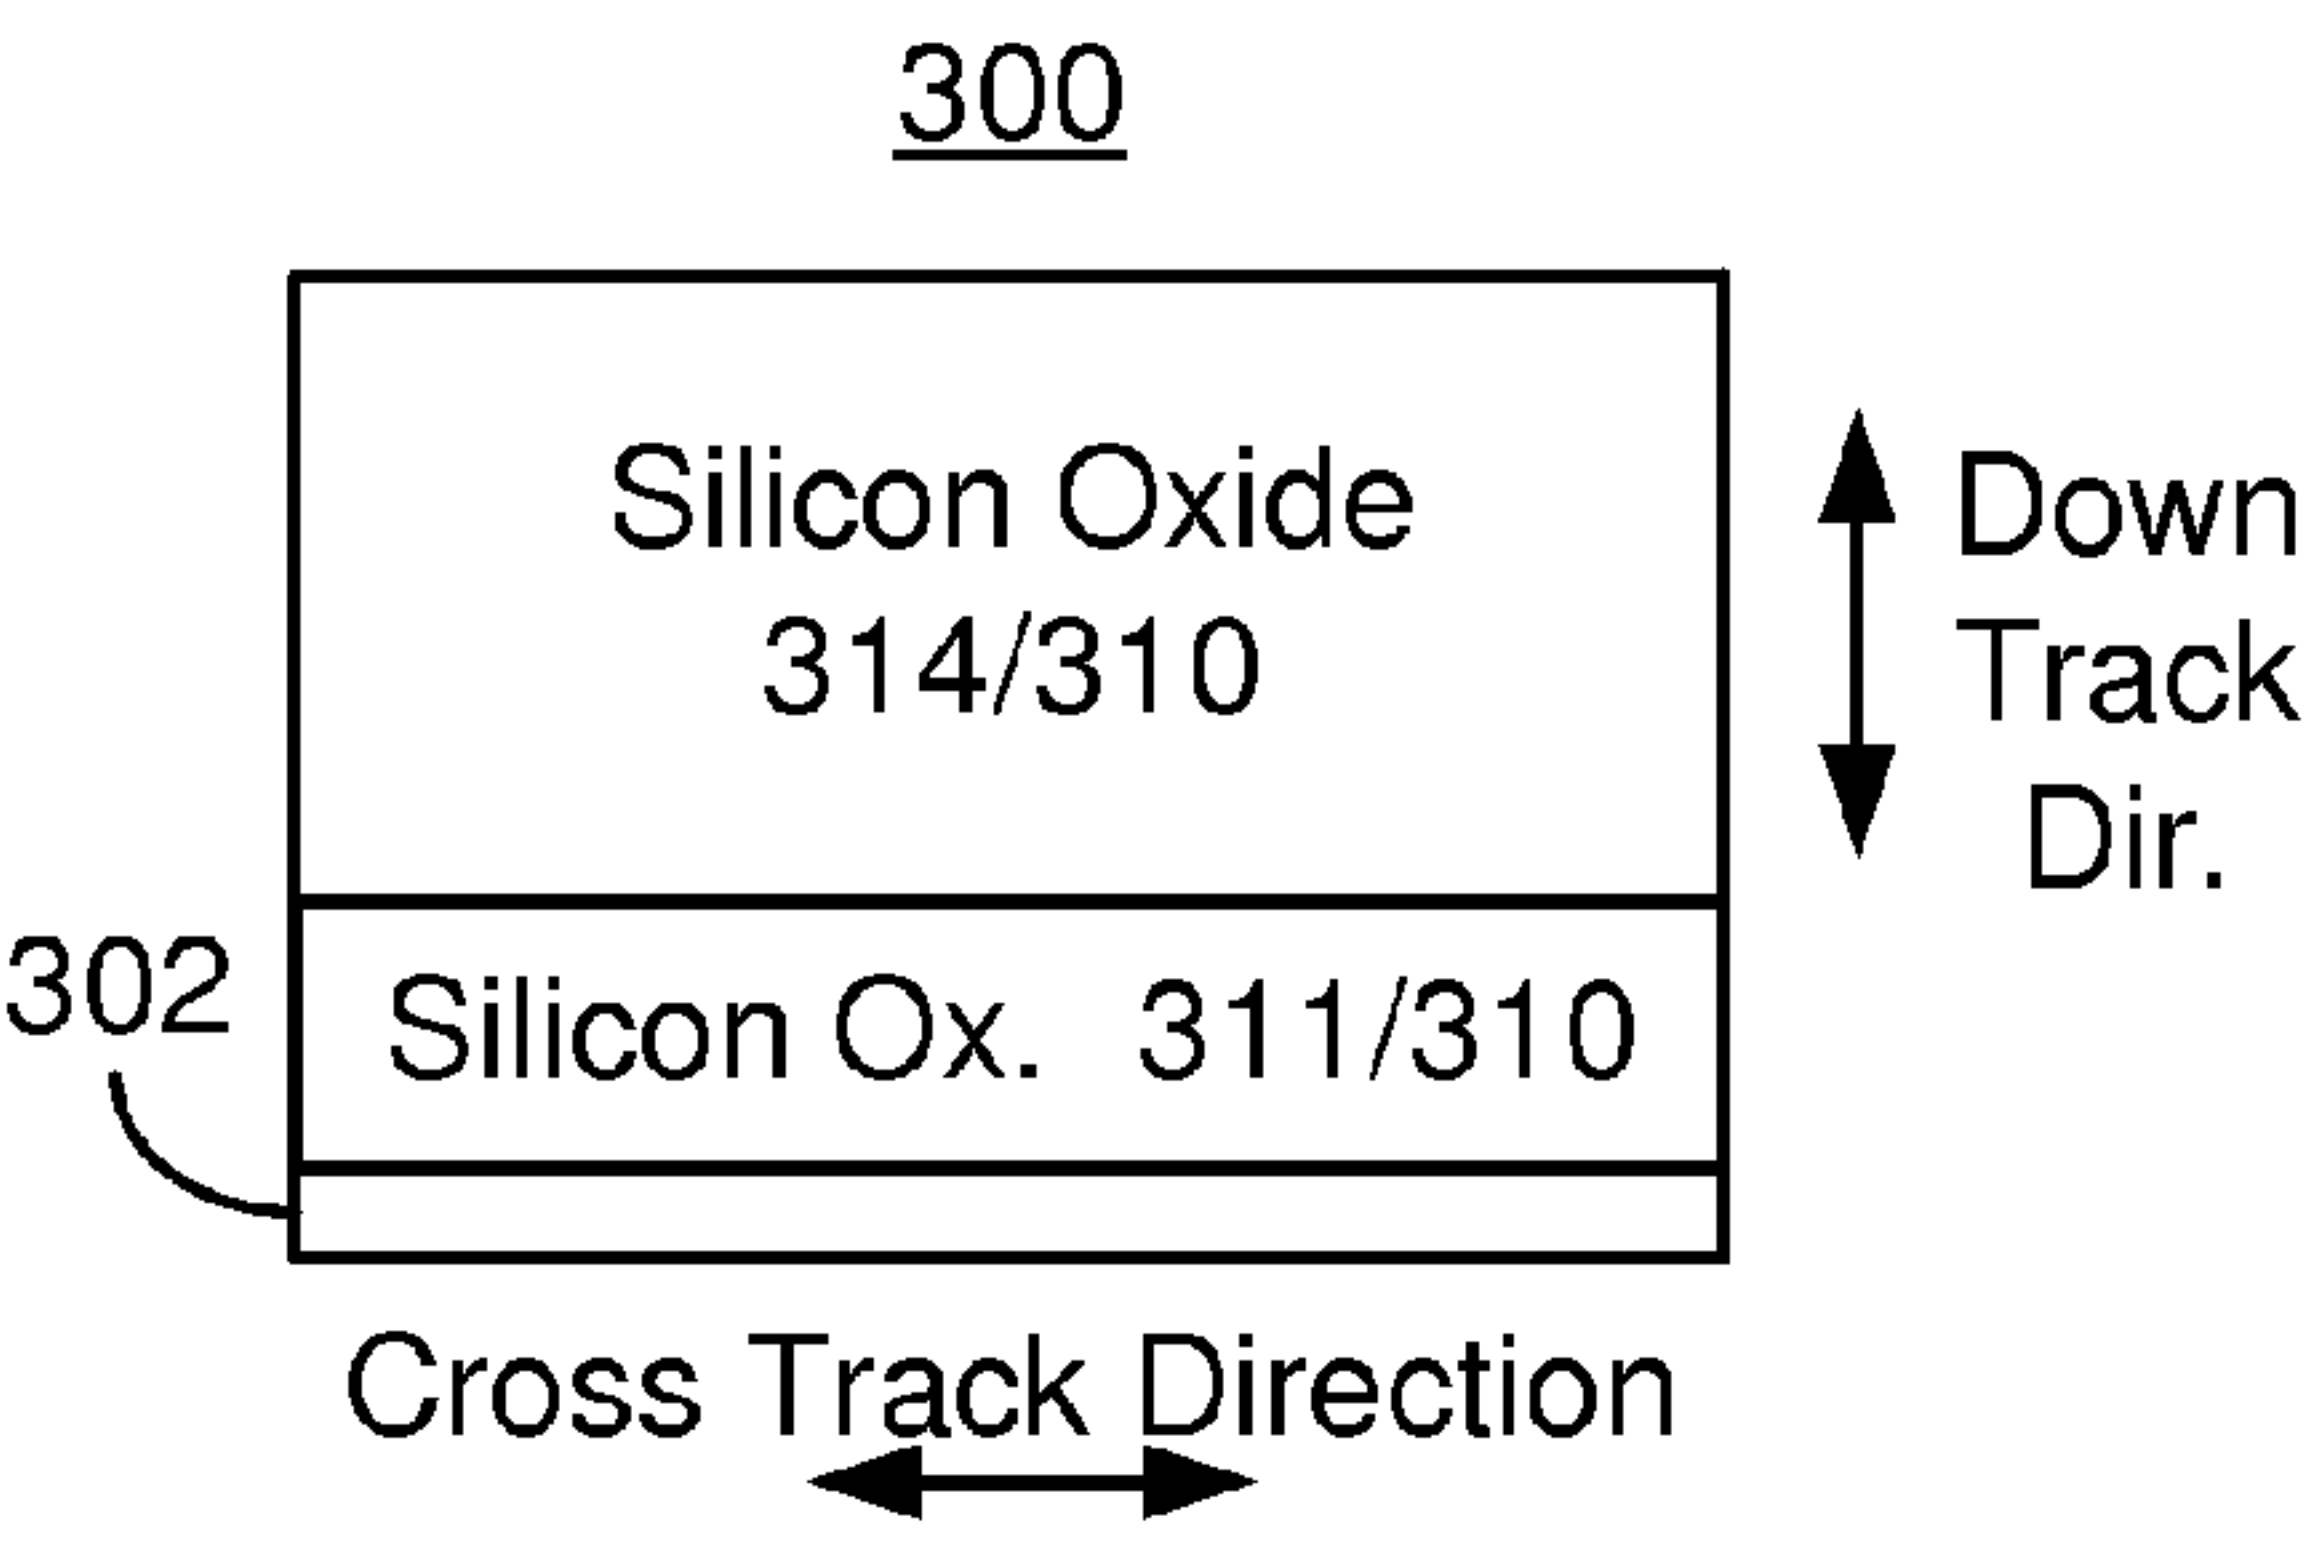 300
Silicon Oxide
314/310
Down
Track
Dir.
302
Silicon Ox. 311/310
Cross Track Direction